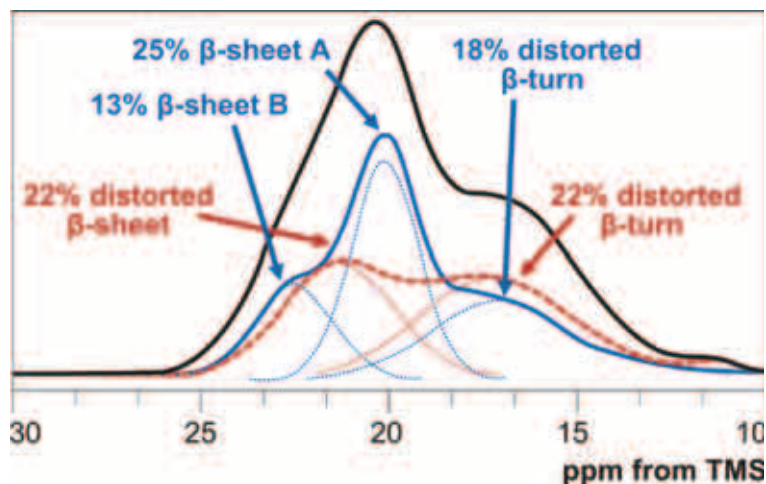 25% β-sheet A
18% distorted
β-turn
13% β-sheet B
22% distorted
β-sheet
22% distorted
β-turn
30 25 20 15 10
ppm from TMS